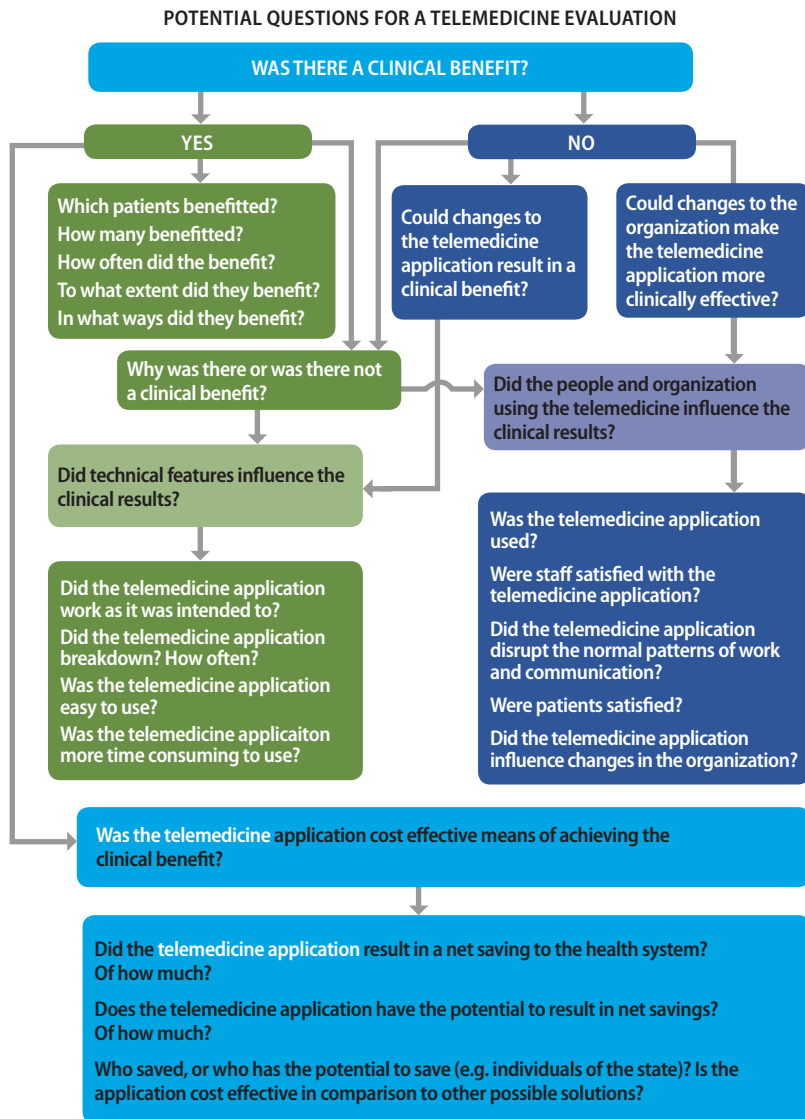 POTENTIAL QUESTIONS FOR A TELEMEDICINE EVALUATION
WAS THERE A CLINICAL BENEFIT?
YES
NO
Which patients benefitted?
How many benefitted?
How often did the benefit?
To what extent did they benefit?
In what ways did they benefit?
Could changes to
the telemedicine
application result in a
clinical benefit?
Could changes to the
organization make
the telemedicine
application more
clinically effective?
Why was there or was there not
a clinical benefit?
Did the people and organization
using the telemedicine influence the
clinical results?
Did technical features influence the
clinical results?
Did the telemedicine application
work as it was intended to?
Did the telemedicine application
breakdown? How often?
Was the telemedicine application
easy to use?
Was the telemedicine applicaiton
more time consuming to use?
Was the telemedicine application
used?
Were staff satisfied with the
telemedicine application?
Did the telemedicine application
disrupt the normal patterns of work
and communication?
Were patients satisfied?
Did the telemedicine application
influence changes in the organization?
Was the telemedicine application cost effective means of achieving the
clinical benefit?
Did the telemedicine application result in a net saving to the health system?
Of how much?
Does the telemedicine application have the potential to result in net savings?
Of how much?
Who saved, or who has the potential to save (e.g. individuals of the state)? Is the
application cost effective in comparison to other possible solutions?